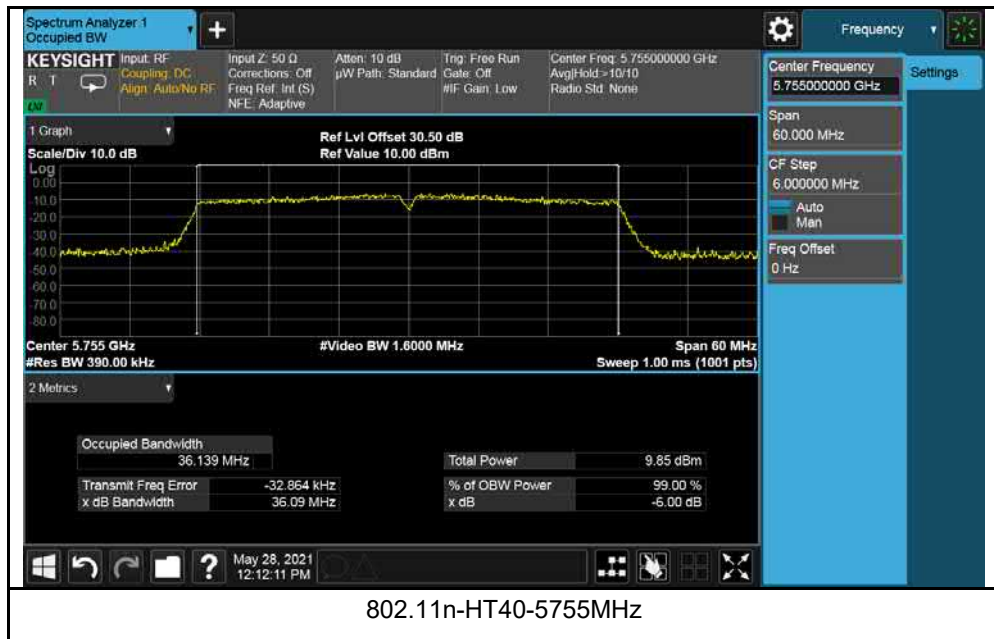 Spectrum Analyzer 1
Occupied BW
+
Frequency
KEYSIGHT
R T
Input: RF
Coupling: DC
Align: Auto/No RF
Input Z: 50 Ω
Corrections: Off
Freq Ref: Int (S)
NFE: Adaptive
Atten: 10 dB
µW Path: Standard
Trig: Free Run
Gate: Off
#IF Gain: Low
Center Freq: 5.755000000 GHz
Avg|Hold:>10/10
Radio Std: None
Center Frequency
5.755000000 GHz
Settings
Span
60.000 MHz
CF Step
6.000000 MHz
Auto
Man
Freq Offset
0 Hz
1 Graph
Scale/Div 10.0 dB
Ref Lvl Offset 30.50 dB
Ref Value 10.00 dBm
Log
0.00
-10.0
-20.0
-30.0
-40.0
-50.0
-60.0
-70.0
-80.0
Center 5.755 GHz
#Video BW 1.6000 MHz
Span 60 MHz
#Res BW 390.00 kHz
Sweep 1.00 ms (1001 pts)
2 Metrics
Occupied Bandwidth
36.139 MHz
Total Power 9.85 dBm
Transmit Freq Error -32.864 kHz
% of OBW Power 99.00 %
x dB Bandwidth 36.09 MHz
x dB -6.00 dB
?
May 28, 2021
12:12:11 PM
802.11n-HT40-5755MHz